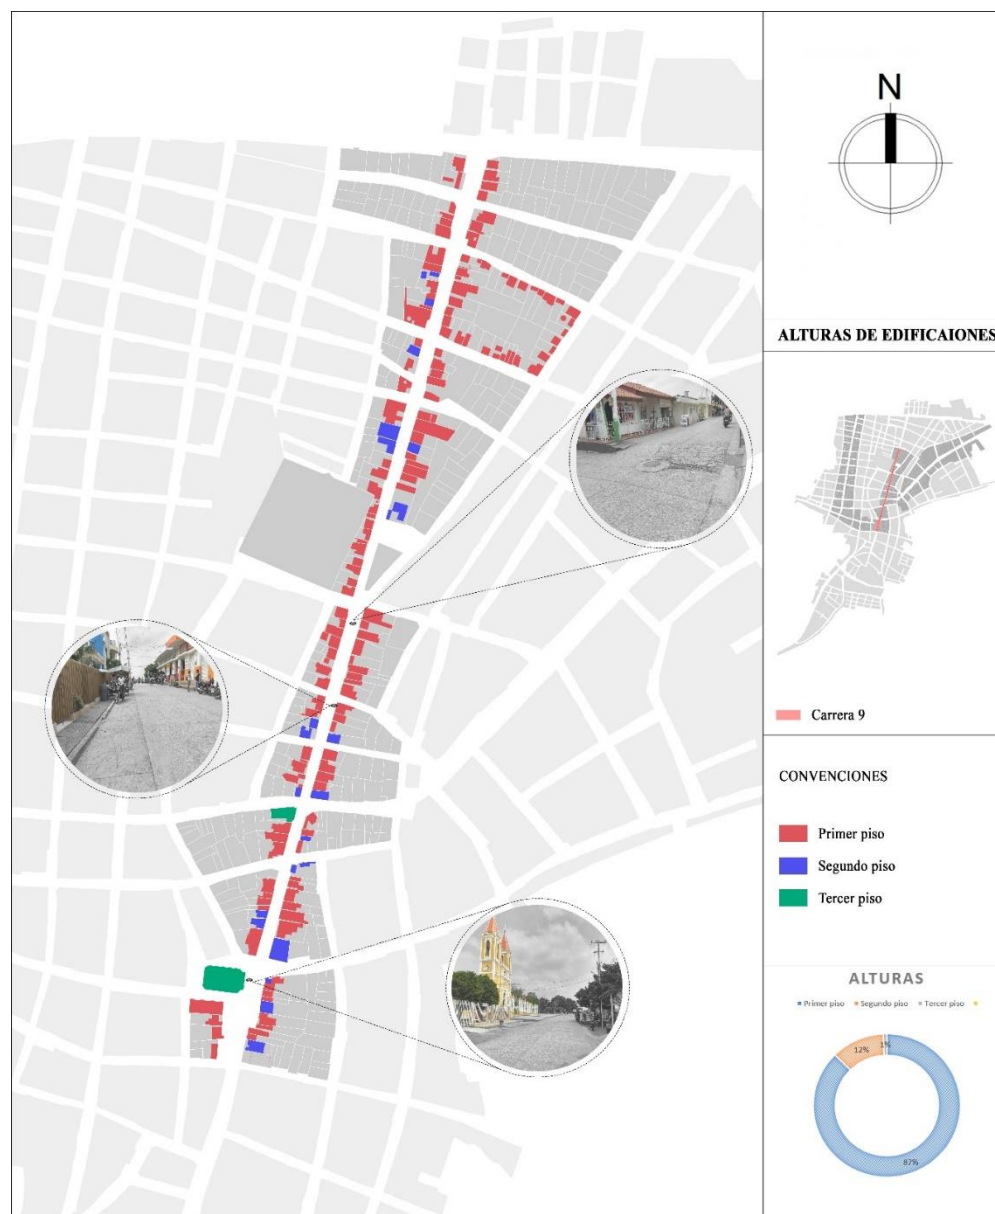 N
ALTURAS DE EDIFICAIONES
Carrera 9
CONVENCIONES
Primer piso
Segundo piso
Tercer piso
ALTURAS
Primer piso Segundo piso Tercer piso
12% 1%
87%